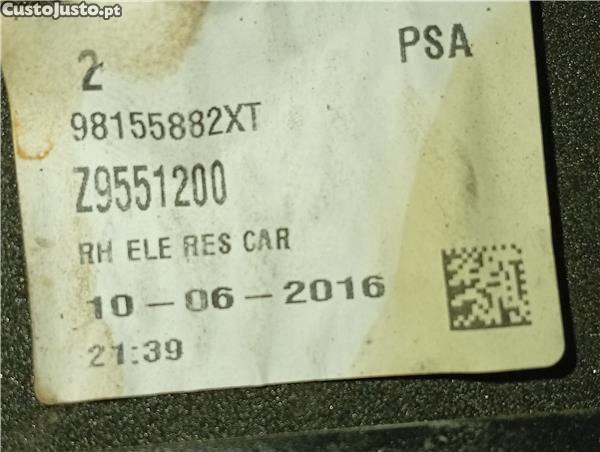 CustoJusto.pt
PSA
2
98155882XT
Z9551200
RH ELE RES CAR
10-06-2016
21:39